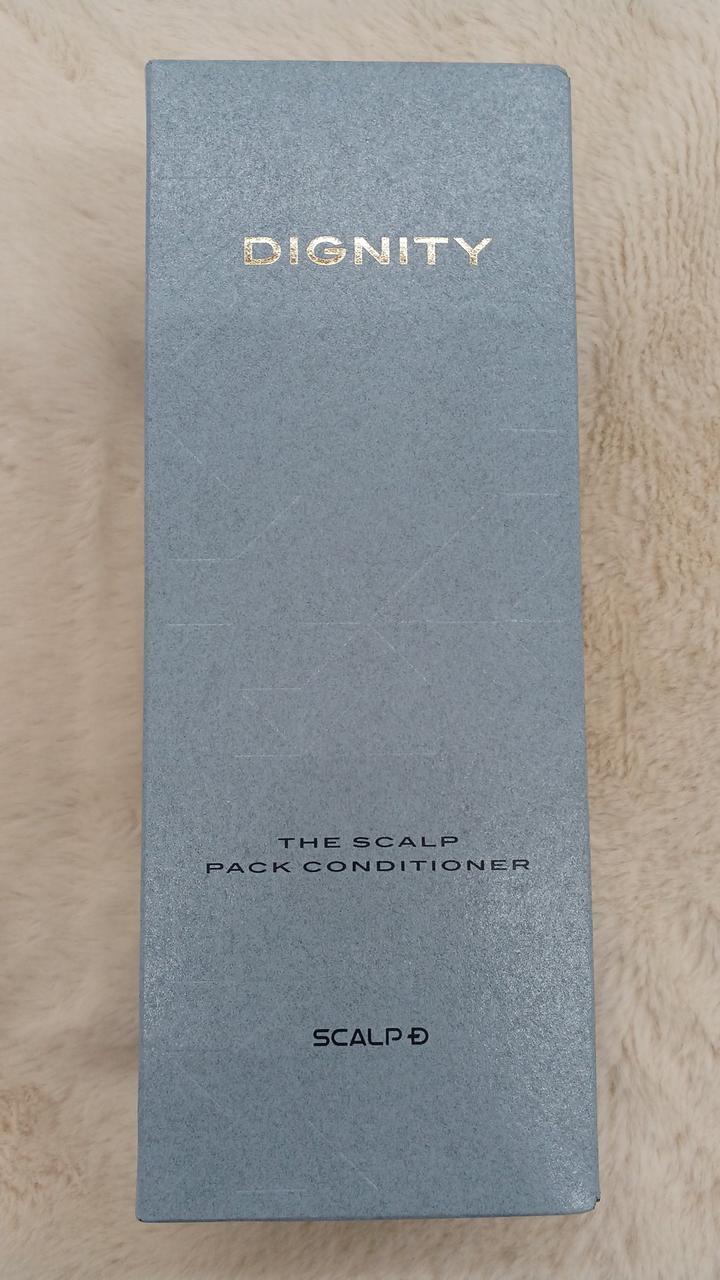 DIGNITY
THE SCALP
PACK CONDITIONER
SCALP D